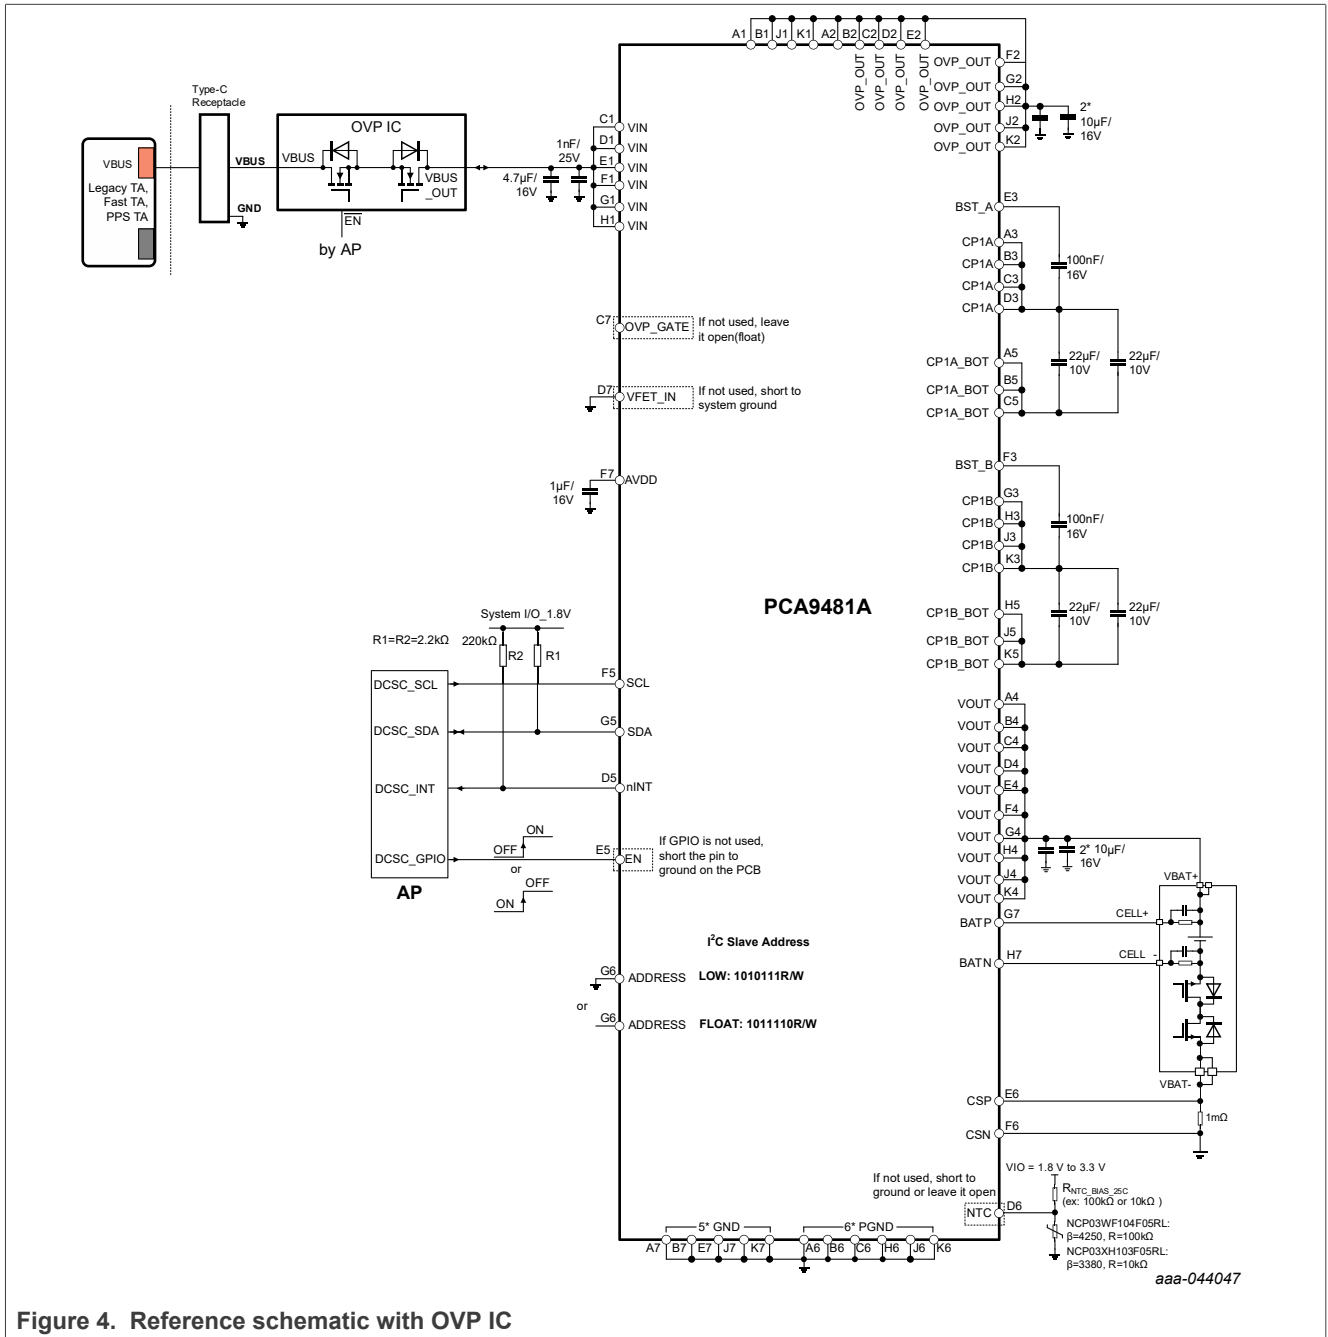 A1 B1 J1 K1 A2 B2 C2 D2 E2
OVP_OUT
OVP_OUT
OVP_OUT
OVP_OUT
OVP_OUT F2
OVP_OUT G2
OVP_OUT H2
OVP_OUT J2
OVP_OUT K2
2*
10µF/
16V
Type-C
Receptacle
VBUS
Legacy TA,
Fast TA,
PPS TA
VBUS
GND
OVP IC
VBUS
VBUS
_OUT
EN
by AP
4.7µF/
16V
1nF/
25V
C1 VIN
D1 VIN
E1 VIN
F1 VIN
G1 VIN
H1 VIN
BST_A E3
CP1A A3
CP1A B3
CP1A C3
CP1A D3
100nF/
16V
22µF/
10V
22µF/
10V
CP1A_BOT A5
CP1A_BOT B5
CP1A_BOT C5
C7 OVP_GATE
If not used, leave
it open(float)
D7 VFET_IN
If not used, short to
system ground
F7 AVDD
1µF/
16V
BST_B F3
CP1B G3
CP1B H3
CP1B J3
CP1B K3
100nF/
16V
22µF/
10V
22µF/
10V
CP1B_BOT H5
CP1B_BOT J5
CP1B_BOT K5
PCA9481A
System I/O_1.8V
R1=R2=2.2kΩ
220kΩ
R2
R1
DCSC_SCL
F5 SCL
DCSC_SDA
G5 SDA
DCSC_INT
D5 nINT
DCSC_GPIO
E5 EN
AP
ON
OFF
or
OFF
ON
If GPIO is not used,
short the pin to
ground on the PCB
VOUT A4
VOUT B4
VOUT C4
VOUT D4
VOUT E4
VOUT F4
VOUT G4
VOUT H4
VOUT J4
VOUT K4
2* 10µF/
16V
BATP G7
BATN H7
CELL+
CELL -
VBAT+
VBAT-
I2C Slave Address
G6 ADDRESS LOW: 1010111R/W
or
G6 ADDRESS FLOAT: 1011110R/W
CSP E6
CSN F6
1mΩ
If not used, short to
ground or leave it open
NTC D6
VIO = 1.8 V to 3.3 V
RNTC_BIAS_25C
(ex: 100kΩ or 10kΩ )
NCP03WF104F05RL:
β=4250, R=100kΩ
NCP03XH103F05RL:
β=3380, R=10kΩ
5* GND
6* PGND
A7 B7 E7 J7 K7 A6 B6 C6 H6 J6 K6
aaa-044047
Figure 4. Reference schematic with OVP IC